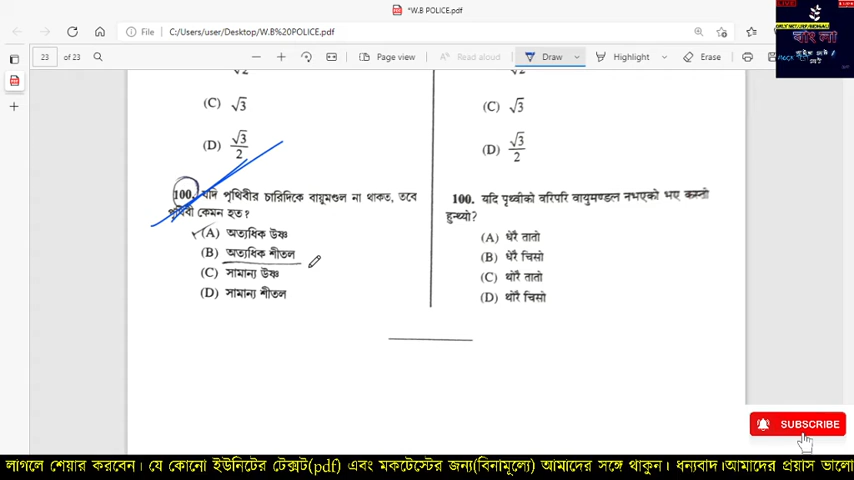 *W.B POLICE.pdf
File
C:/Users/user/Desktop/W.B%20POLICE.pdf
23
of 23
Page view
Read aloud
Draw
Highlight
Erase
LIVE
বাংলা
(C) √3
(D) √3/2
100. যদি পৃথিবীর চারিদিকে বায়ুমণ্ডল না থাকত, তবে
পৃথিবী কেমন হত?
(A) অত্যধিক উষ্ণ
(B) অত্যধিক শীতল
(C) সামান্য উষ্ণ
(D) সামান্য শীতল
(C) √3
(D) √3/2
100. यदि पृथ्वीको वरिपरि वायुमण्डल नभएको भए कस्तो
हुन्थ्यो?
(A) धेरै तातो
(B) धेरै चिसो
(C) थोरै तातो
(D) थोरै चिसो
SUBSCRIBE
লাগলে শেয়ার করবেন। যে কোনো ইউনিটের টেক্সট(pdf) এবং মকটেস্টের জন্য(বিনামূল্যে) আমাদের সঙ্গে থাকুন। ধন্যবাদ।আমাদের প্রয়াস ভালো